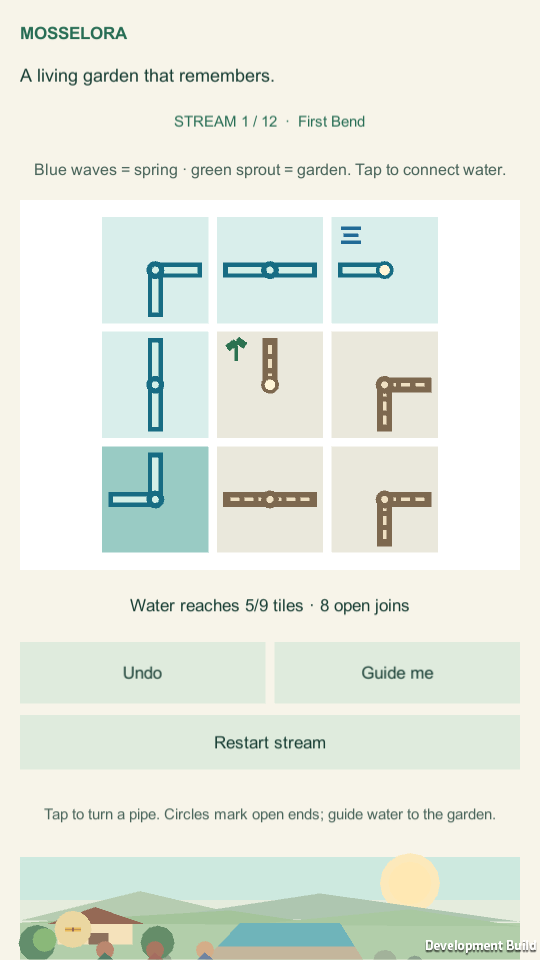 MOSSELORA
A living garden that remembers.
STREAM 1 / 12 · First Bend
Blue waves = spring · green sprout = garden. Tap to connect water.
Water reaches 5/9 tiles · 8 open joins
Undo
Guide me
Restart stream
Tap to turn a pipe. Circles mark open ends; guide water to the garden.
Development Build